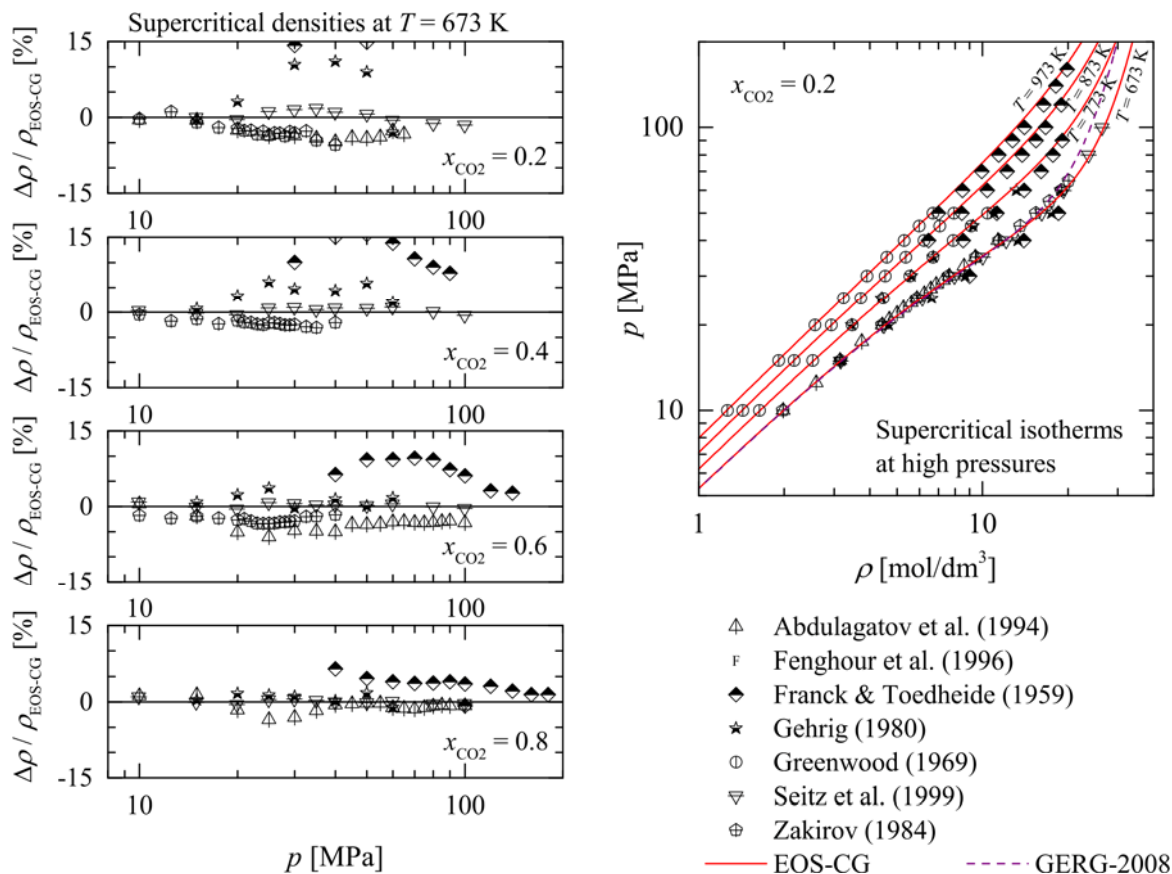 Supercritical densities at T = 673 K
Δρ / ρEOS-CG [%]
15
0
-15
xCO2 = 0.2
10
100
Δρ / ρEOS-CG [%]
15
0
-15
xCO2 = 0.4
10
100
Δρ / ρEOS-CG [%]
15
0
-15
xCO2 = 0.6
10
100
Δρ / ρEOS-CG [%]
15
0
-15
xCO2 = 0.8
10
100
p [MPa]
xCO2 = 0.2
T = 973 K
T = 873 K
T = 773 K
T = 673 K
p [MPa]
100
10
Supercritical isotherms
at high pressures
1
10
ρ [mol/dm³]
Abdulagatov et al. (1994)
F Fenghour et al. (1996)
Franck & Toedheide (1959)
Gehrig (1980)
Greenwood (1969)
Seitz et al. (1999)
Zakirov (1984)
EOS-CG
GERG-2008